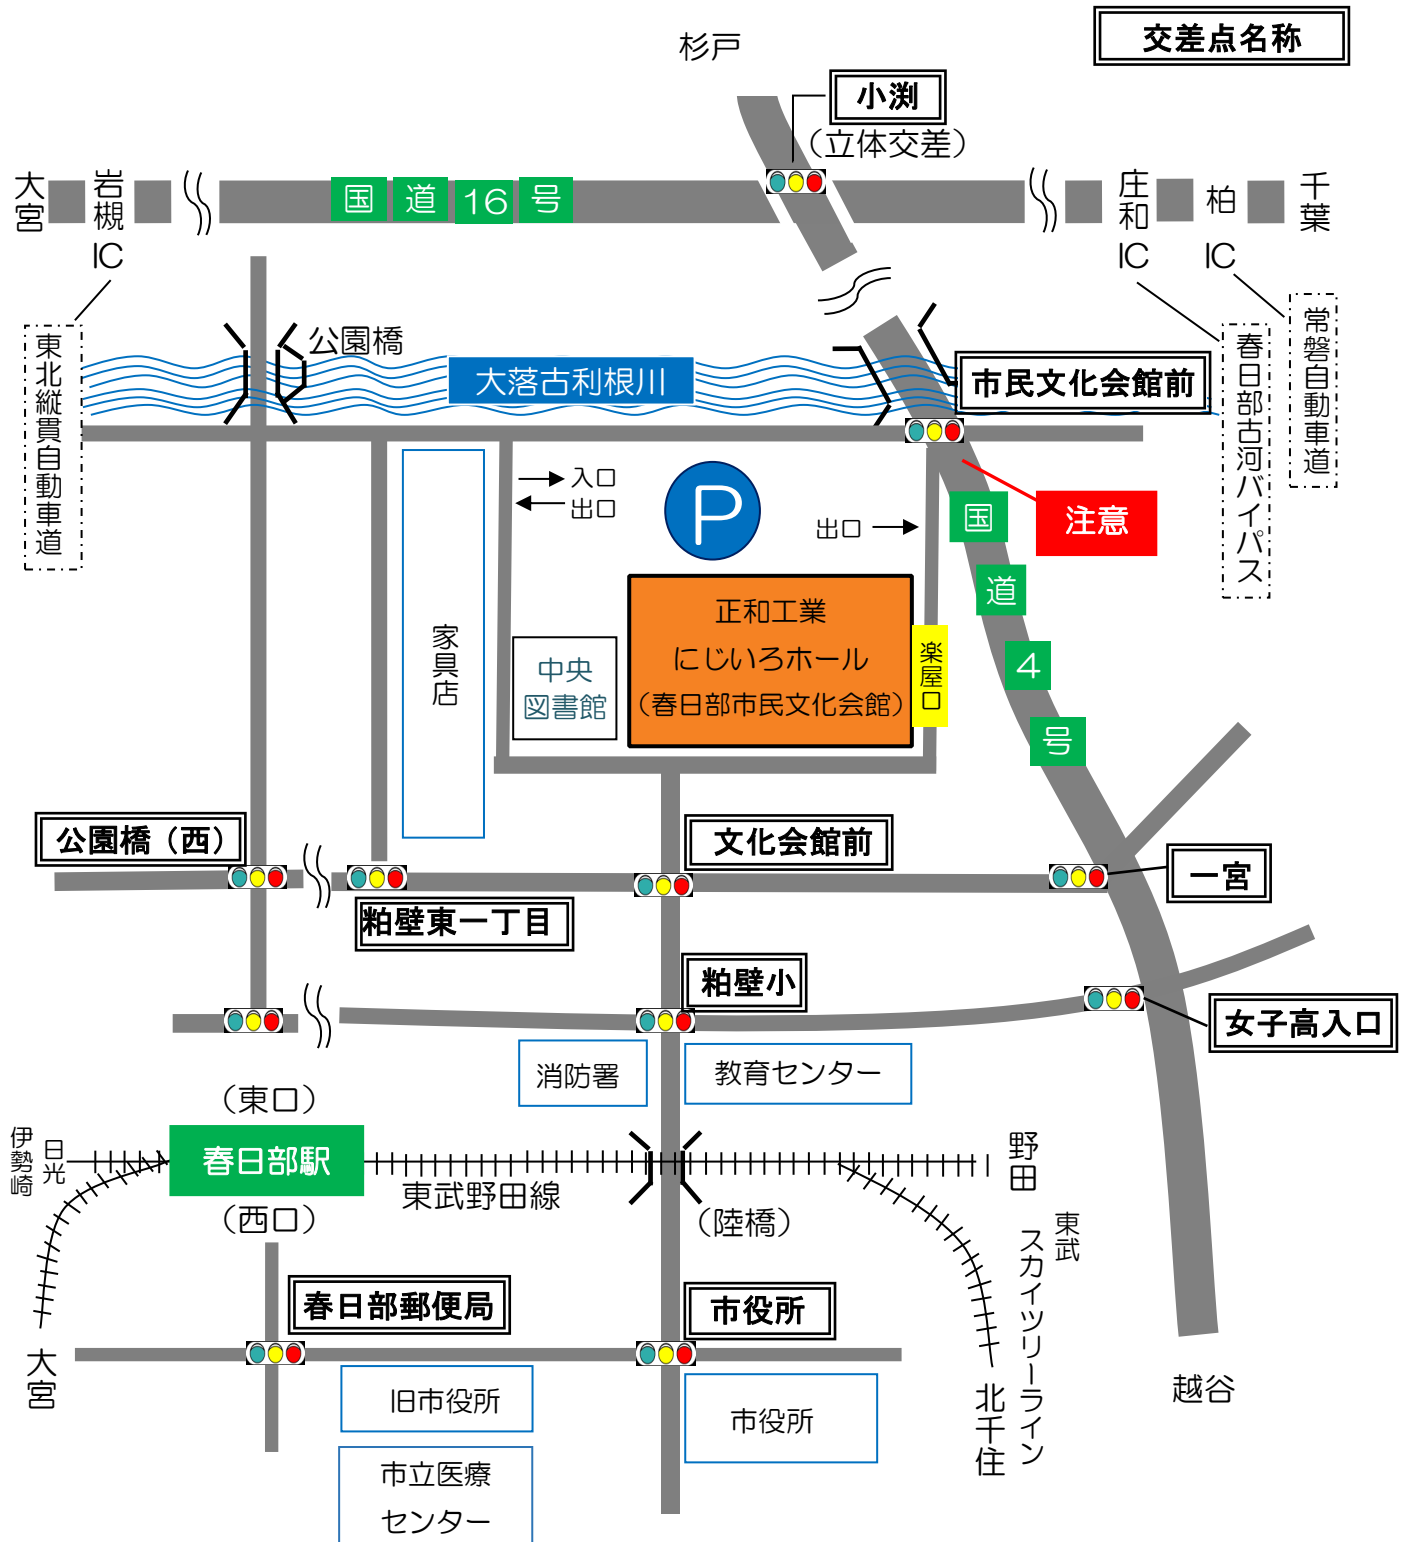 交差点名称
杉戸
小渕
（立体交差）
大宮
岩槻IC
国道16号
庄和IC
柏IC
千葉
東北縦貫自動車道
公園橋
大落古利根川
市民文化会館前
春日部古河バイパス
常磐自動車道
入口
出口
P
出口
注意
国道4号
家具店
中央
図書館
正和工業
にじいろホール
（春日部市民文化会館）
楽屋口
公園橋（西）
文化会館前
一宮
粕壁東一丁目
粕壁小
女子高入口
消防署
教育センター
（東口）
伊勢崎
日光
春日部駅
東武野田線
野田
（西口）
（陸橋）
東武
スカイツリーライン
春日部郵便局
市役所
大宮
北千住
越谷
旧市役所
市役所
市立医療
センター